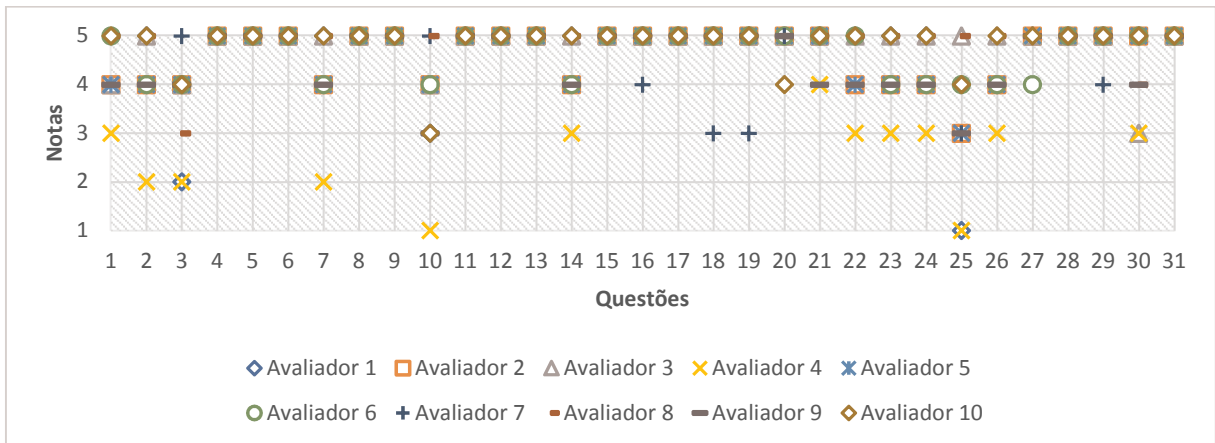 5
4
3
2
1
Notas
1 2 3 4 5 6 7 8 9 10 11 12 13 14 15 16 17 18 19 20 21 22 23 24 25 26 27 28 29 30 31
Questões
Avaliador 1 Avaliador 2 Avaliador 3 Avaliador 4 Avaliador 5
Avaliador 6 Avaliador 7 Avaliador 8 Avaliador 9 Avaliador 10